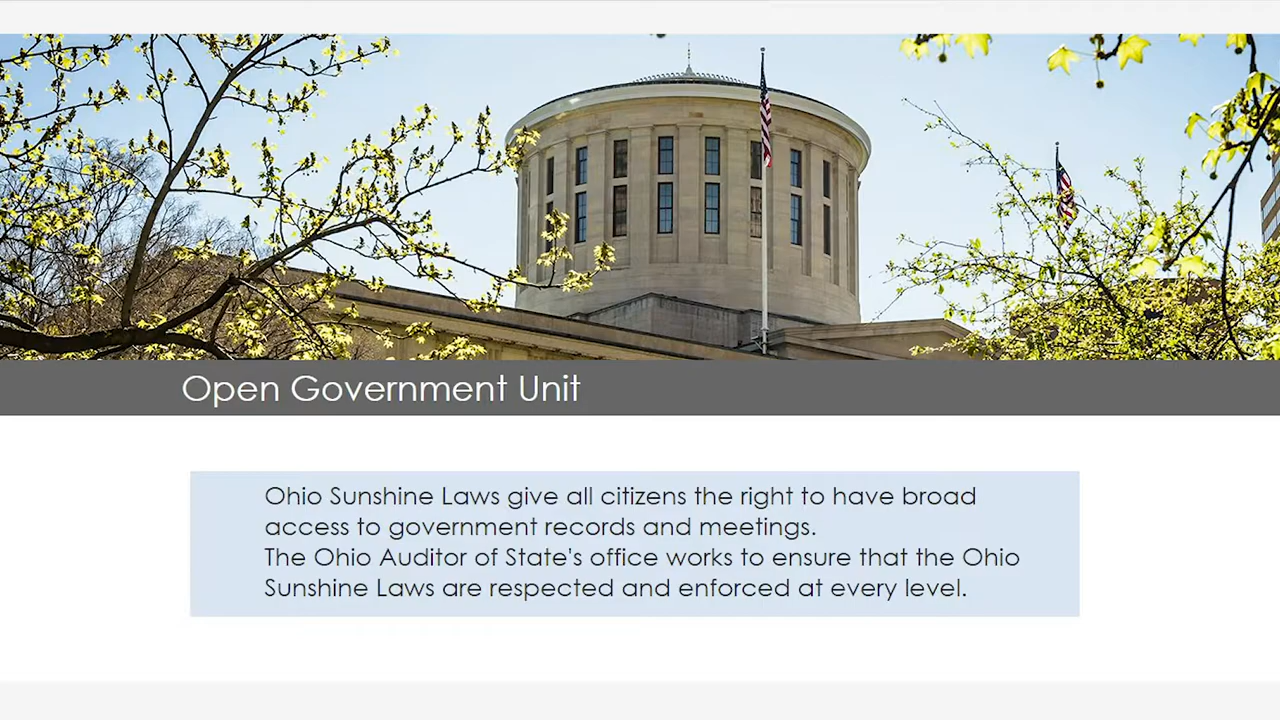 Open Government Unit
Ohio Sunshine Laws give all citizens the right to have broad
access to government records and meetings.
The Ohio Auditor of State's office works to ensure that the Ohio
Sunshine Laws are respected and enforced at every level.